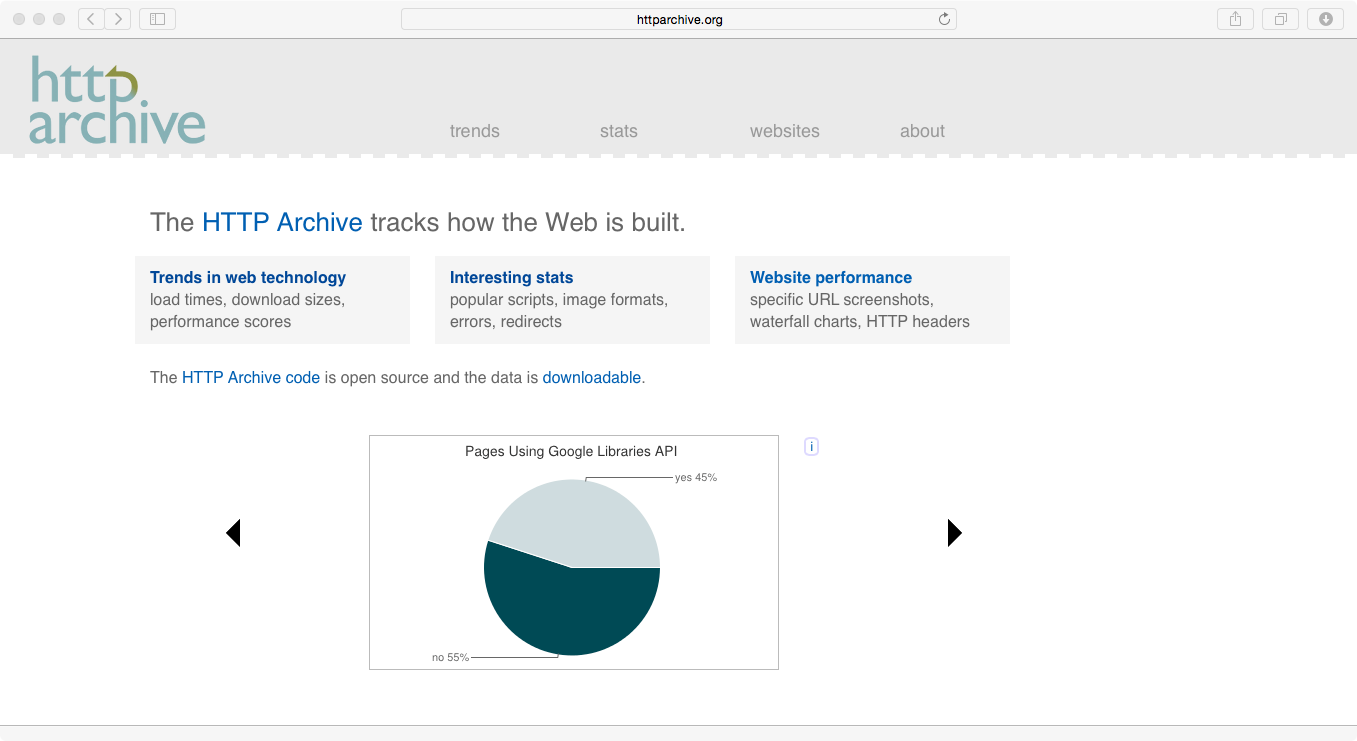 httparchive.org
http
archive
trends stats websites about
The HTTP Archive tracks how the Web is built.
Trends in web technology
load times, download sizes,
performance scores
Interesting stats
popular scripts, image formats,
errors, redirects
Website performance
specific URL screenshots,
waterfall charts, HTTP headers
The HTTP Archive code is open source and the data is downloadable.
Pages Using Google Libraries API
i
yes 45%
no 55%